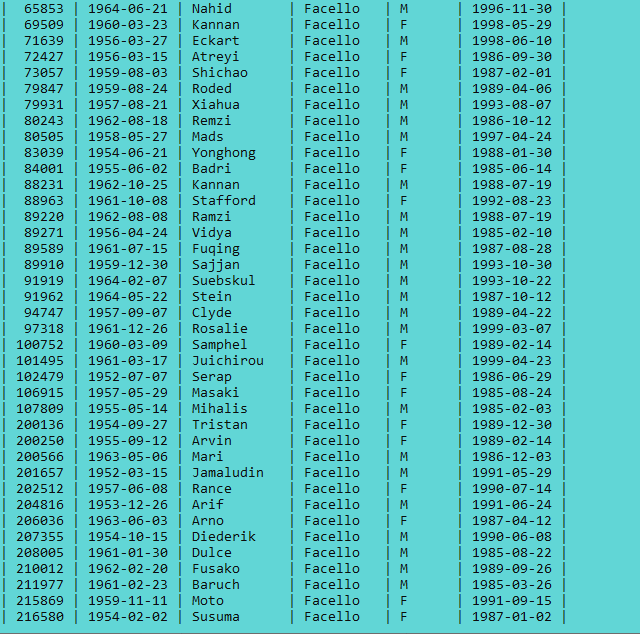 | 65853 | 1964-06-21 | Nahid | Facello | M | 1996-11-30 |
| 69509 | 1960-03-23 | Kannan | Facello | F | 1998-05-29 |
| 71639 | 1956-03-27 | Eckart | Facello | M | 1998-06-10 |
| 72427 | 1956-03-15 | Atreyi | Facello | F | 1986-09-30 |
| 73057 | 1959-08-03 | Shichao | Facello | F | 1987-02-01 |
| 79847 | 1959-08-24 | Roded | Facello | M | 1989-04-06 |
| 79931 | 1957-08-21 | Xiahua | Facello | M | 1993-08-07 |
| 80243 | 1962-08-18 | Remzi | Facello | M | 1986-10-12 |
| 80505 | 1958-05-27 | Mads | Facello | M | 1997-04-24 |
| 83039 | 1954-06-21 | Yonghong | Facello | F | 1988-01-30 |
| 84001 | 1955-06-02 | Badri | Facello | F | 1985-06-14 |
| 88231 | 1962-10-25 | Kannan | Facello | M | 1988-07-19 |
| 88963 | 1961-10-08 | Stafford | Facello | F | 1992-08-23 |
| 89220 | 1962-08-08 | Ramzi | Facello | M | 1988-07-19 |
| 89271 | 1956-04-24 | Vidya | Facello | M | 1985-02-10 |
| 89589 | 1961-07-15 | Fuqing | Facello | M | 1987-08-28 |
| 89910 | 1959-12-30 | Sajjan | Facello | M | 1993-10-30 |
| 91919 | 1964-02-07 | Suebskul | Facello | M | 1993-10-22 |
| 91962 | 1964-05-22 | Stein | Facello | M | 1987-10-12 |
| 94747 | 1957-09-07 | Clyde | Facello | M | 1989-04-22 |
| 97318 | 1961-12-26 | Rosalie | Facello | M | 1999-03-07 |
| 100752 | 1960-03-09 | Samphel | Facello | F | 1989-02-14 |
| 101495 | 1961-03-17 | Juichirou | Facello | M | 1999-04-23 |
| 102479 | 1952-07-07 | Serap | Facello | F | 1986-06-29 |
| 106915 | 1957-05-29 | Masaki | Facello | F | 1985-08-24 |
| 107809 | 1955-05-14 | Mihalis | Facello | M | 1985-02-03 |
| 200136 | 1954-09-27 | Tristan | Facello | F | 1989-12-30 |
| 200250 | 1955-09-12 | Arvin | Facello | F | 1989-02-14 |
| 200566 | 1963-05-06 | Mari | Facello | M | 1986-12-03 |
| 201657 | 1952-03-15 | Jamaludin | Facello | M | 1991-05-29 |
| 202512 | 1957-06-08 | Rance | Facello | F | 1990-07-14 |
| 204816 | 1953-12-26 | Arif | Facello | M | 1991-06-24 |
| 206036 | 1963-06-03 | Arno | Facello | F | 1987-04-12 |
| 207355 | 1954-10-15 | Diederik | Facello | M | 1990-06-08 |
| 208005 | 1961-01-30 | Dulce | Facello | M | 1985-08-22 |
| 210012 | 1962-02-20 | Fusako | Facello | M | 1989-09-26 |
| 211977 | 1961-02-23 | Baruch | Facello | M | 1985-03-26 |
| 215869 | 1959-11-11 | Moto | Facello | F | 1991-09-15 |
| 216580 | 1954-02-02 | Susuma | Facello | F | 1987-01-02 |